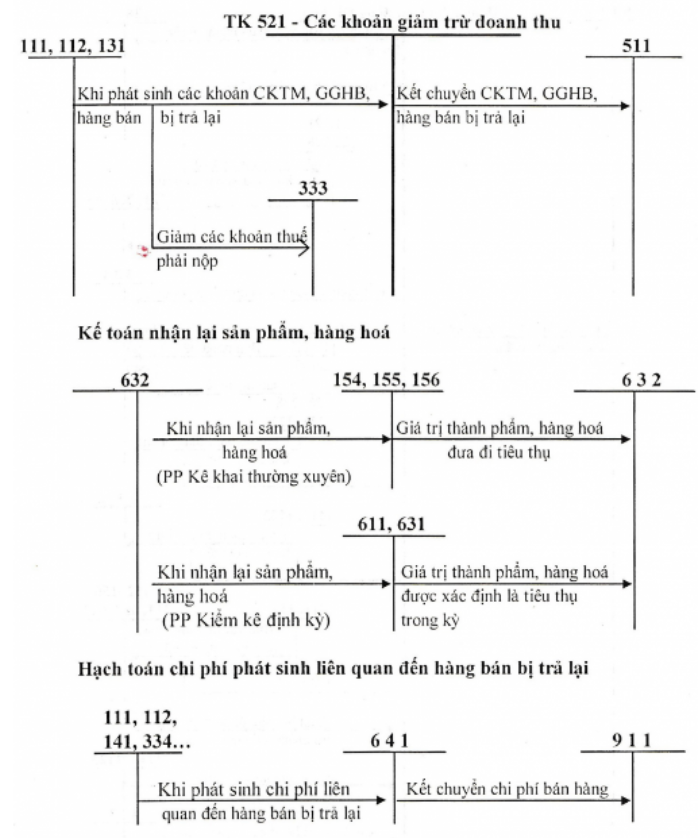 TK 521 - Các khoản giảm trừ doanh thu
111, 112, 131
511
Khi phát sinh các khoản CKTM, GGHB,
hàng bán bị trả lại
Kết chuyển CKTM, GGHB,
hàng bán bị trả lại
333
Giảm các khoản thuế
phải nộp
Kế toán nhận lại sản phẩm, hàng hoá
632
154, 155, 156
6 3 2
Khi nhận lại sản phẩm,
hàng hoá
(PP Kê khai thường xuyên)
Giá trị thành phẩm, hàng hoá
đưa đi tiêu thụ
611, 631
Khi nhận lại sản phẩm,
hàng hoá
(PP Kiểm kê định kỳ)
Giá trị thành phẩm, hàng hoá
được xác định là tiêu thụ
trong kỳ
Hạch toán chi phí phát sinh liên quan đến hàng bán bị trả lại
111, 112,
141, 334...
6 4 1
9 1 1
Khi phát sinh chi phí liên
quan đến hàng bán bị trả lại
Kết chuyển chi phí bán hàng